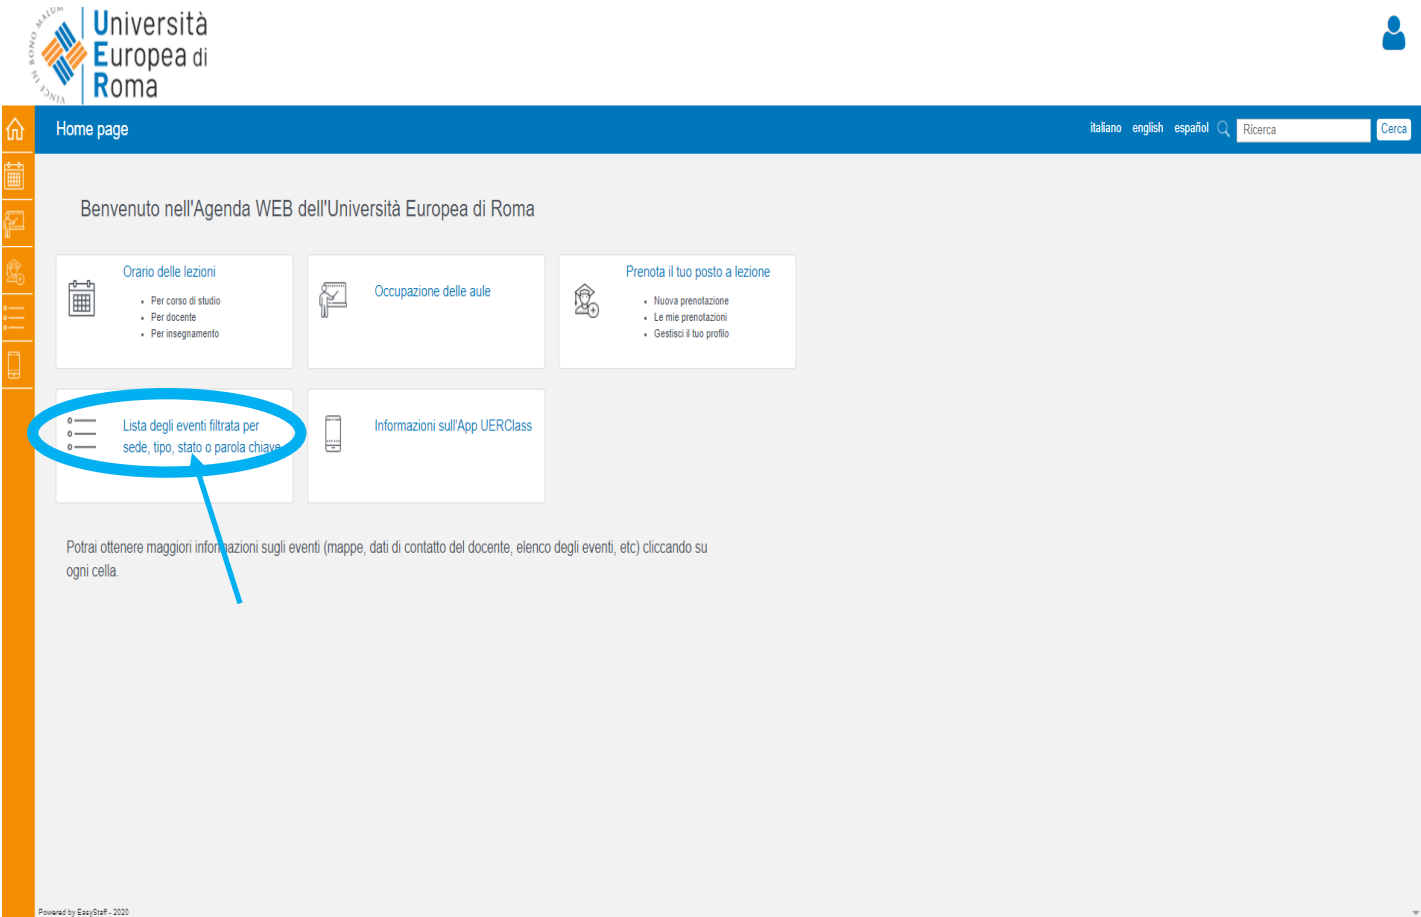 VINCE IN BONO MALUM
Università
Europea di
Roma
Home page
italiano english español
Ricerca
Cerca
Benvenuto nell'Agenda WEB dell'Università Europea di Roma
Orario delle lezioni
Per corso di studio
Per docente
Per insegnamento
Occupazione delle aule
Prenota il tuo posto a lezione
Nuova prenotazione
Le mie prenotazioni
Gestisci il tuo profilo
Lista degli eventi filtrata per
sede, tipo, stato o parola chiave
Informazioni sull'App UERClass
Potrai ottenere maggiori informazioni sugli eventi (mappe, dati di contatto del docente, elenco degli eventi, etc) cliccando su
ogni cella.
Powered by EasyStaff - 2020